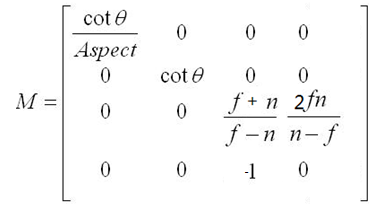 cot θ / Aspect 0 0 0
0 cot θ 0 0
M = 0 0 f + n / f − n 2fn / n − f
0 0 -1 0